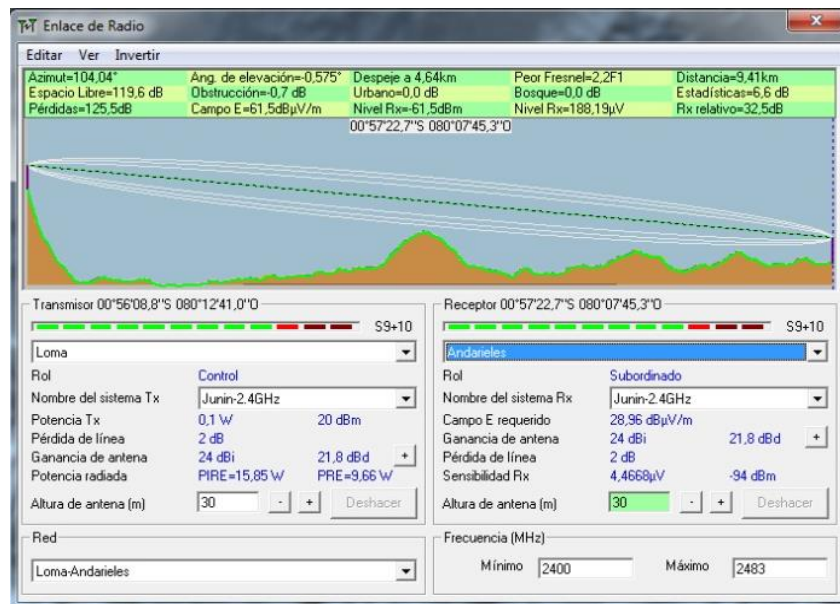 Enlace de Radio
Editar Ver Invertir
Azimut=104,04° Ang. de elevación=-0,575° Despeje a 4,64km Peor Fresnel=2,2F1 Distancia=9,41km
Espacio Libre=119,6 dB Obstrucción=-0,7 dB Urbano=0,0 dB Bosque=0,0 dB Estadísticas=6,6 dB
Pérdidas=125,5dB Campo E=61,5dBμV/m Nivel Rx=-61,5dBm Nivel Rx=188,19μV Rx relativo=32,5dB
00°57'22,7"S 080°07'45,3"O
Transmisor 00°56'08,8"S 080°12'41,0"O
S9+10
Loma
Rol Control
Nombre del sistema Tx Junin-2.4GHz
Potencia Tx 0,1 W 20 dBm
Pérdida de línea 2 dB
Ganancia de antena 24 dBi 21,8 dBd +
Potencia radiada PIRE=15,85 W PRE=9,66 W
Altura de antena (m) 30 - + Deshacer
Receptor 00°57'22,7"S 080°07'45,3"O
S9+10
Andarieles
Rol Subordinado
Nombre del sistema Rx Junin-2.4GHz
Campo E requerido 28,96 dBμV/m
Ganancia de antena 24 dBi 21,8 dBd +
Pérdida de línea 2 dB
Sensibilidad Rx 4,4668μV -94 dBm
Altura de antena (m) 30 - + Deshacer
Red
Loma-Andarieles
Frecuencia (MHz)
Mínimo 2400 Máximo 2483